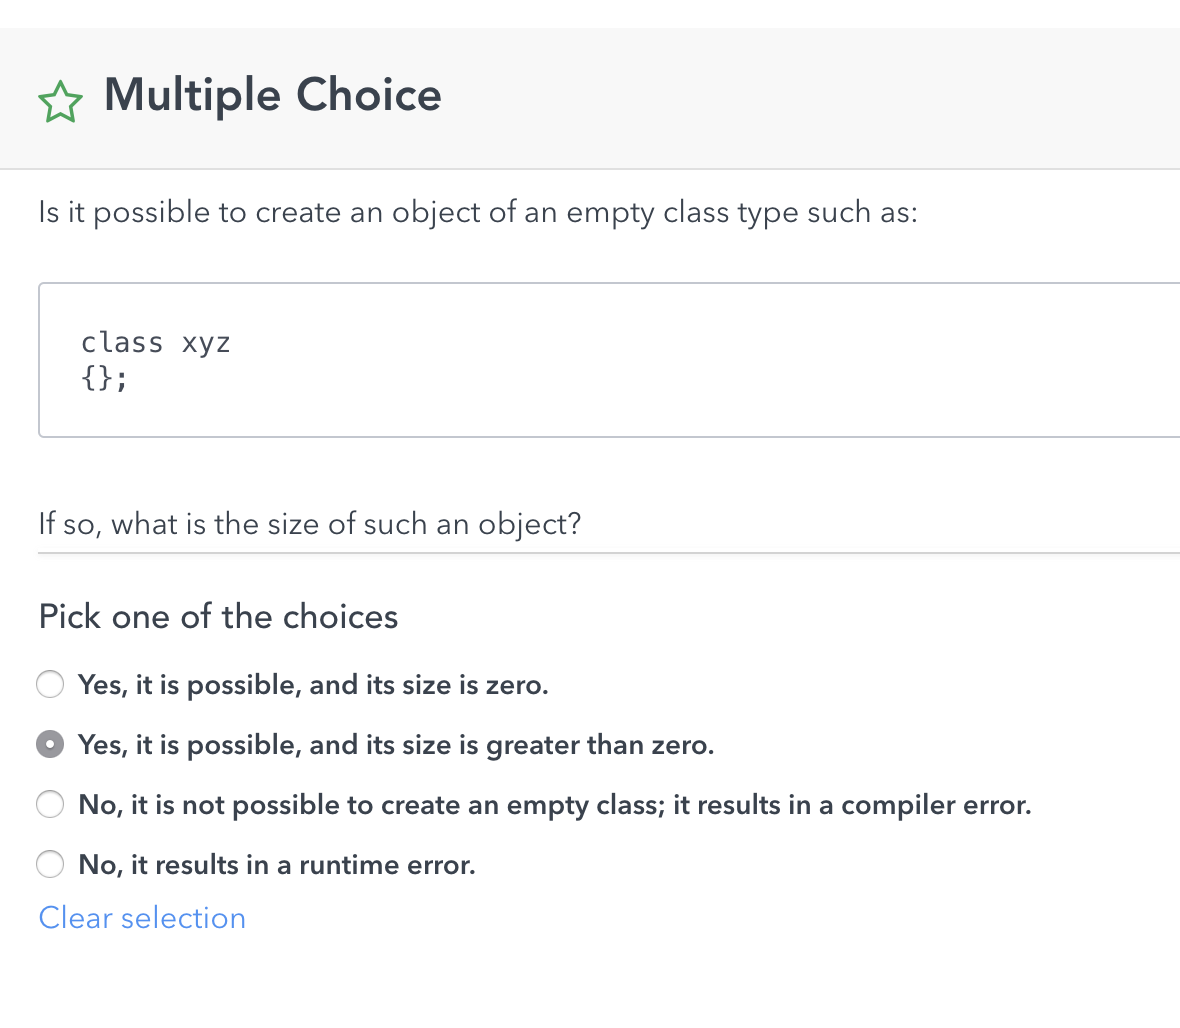 Multiple Choice
Is it possible to create an object of an empty class type such as:
class xyz
{};
If so, what is the size of such an object?
Pick one of the choices
Yes, it is possible, and its size is zero.
Yes, it is possible, and its size is greater than zero.
No, it is not possible to create an empty class; it results in a compiler error.
No, it results in a runtime error.
Clear selection